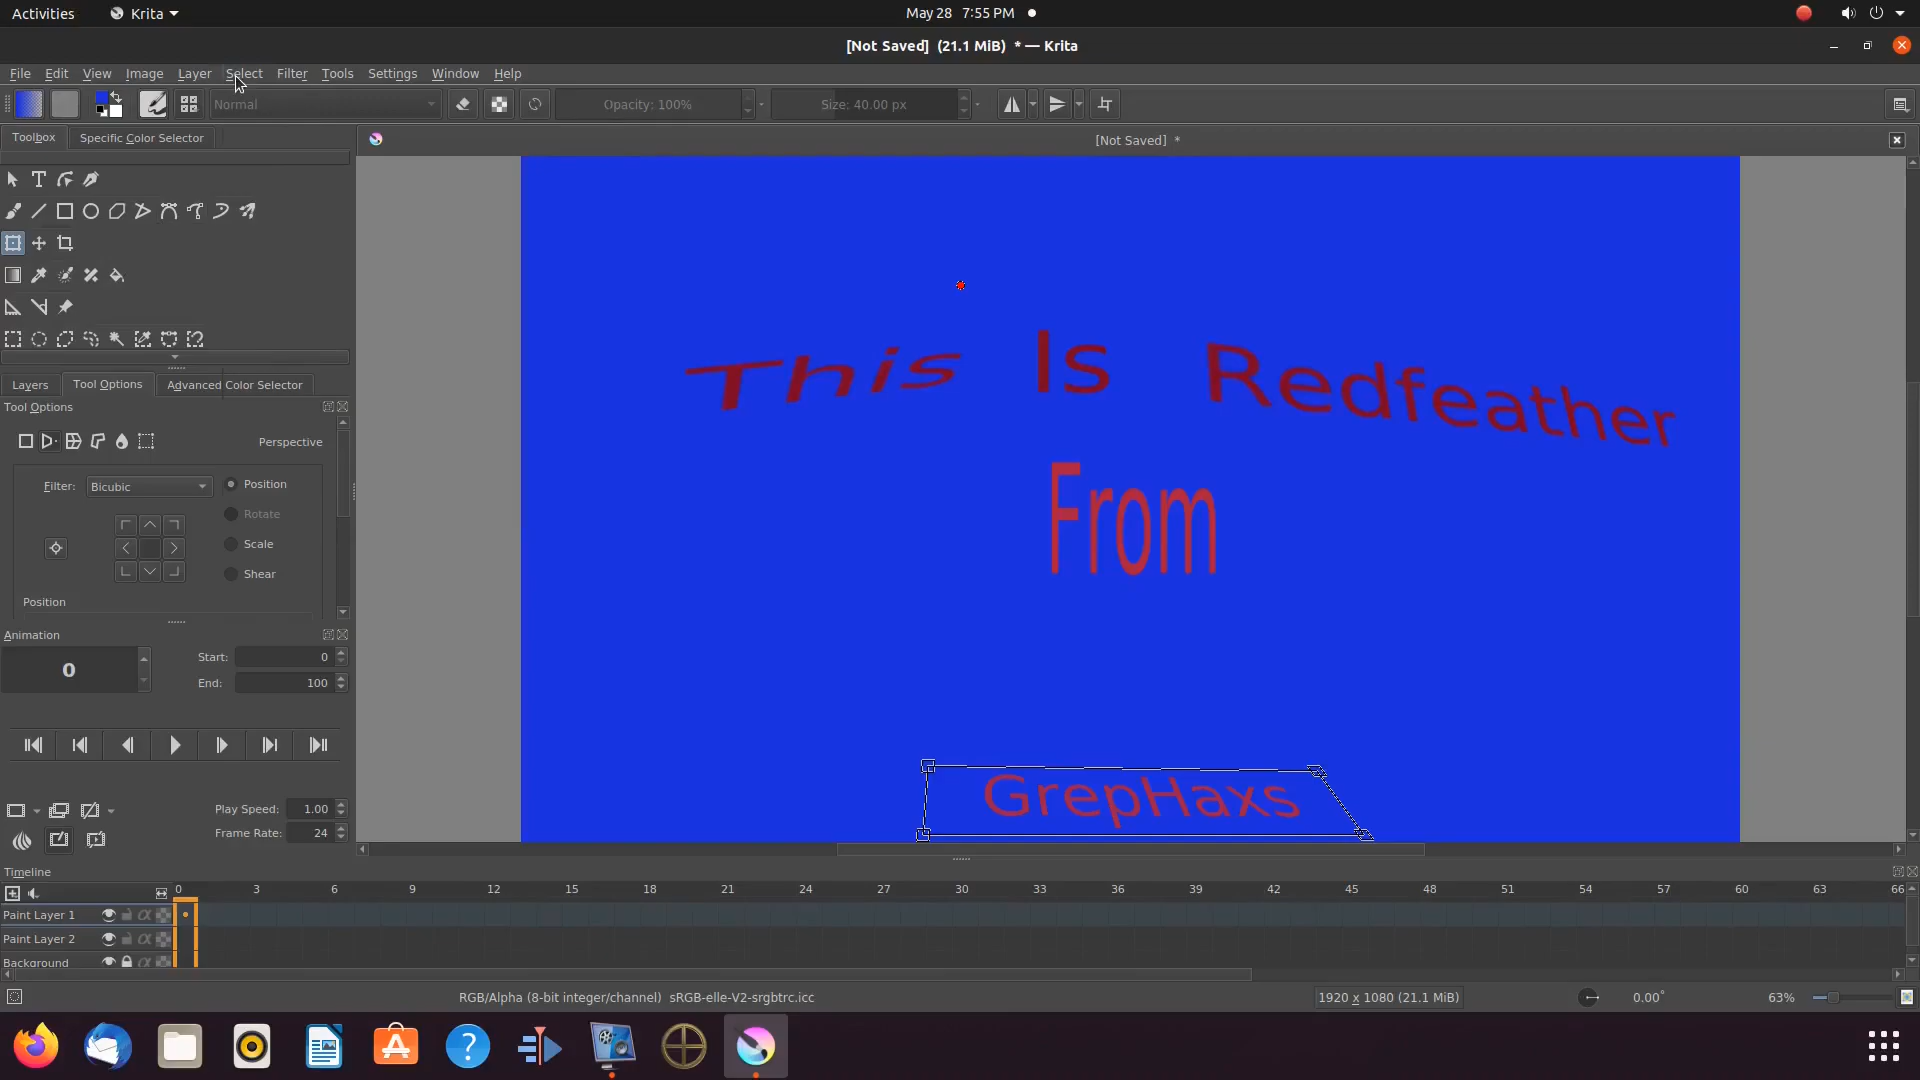 Activities Krita May 28 7:55 PM
[Not Saved] (21.1 MiB) * — Krita
File Edit View Image Layer Select Filter Tools Settings Window Help
Normal Opacity: 100% Size: 40.00 px
Toolbox Specific Color Selector [Not Saved] *
This Is Redfeather
From
GrepHaxs
Layers Tool Options Advanced Color Selector
Tool Options
Perspective
Filter: Bicubic Position
Rotate
Scale
Shear
Position
Animation
0 Start: 0
End: 100
Play Speed: 1.00
Frame Rate: 24
Timeline
0 3 6 9 12 15 18 21 24 27 30 33 36 39 42 45 48 51 54 57 60 63 66
Paint Layer 1
Paint Layer 2
Background
RGB/Alpha (8-bit integer/channel) sRGB-elle-V2-srgbtrc.icc 1920 x 1080 (21.1 MiB) 0.00° 63%